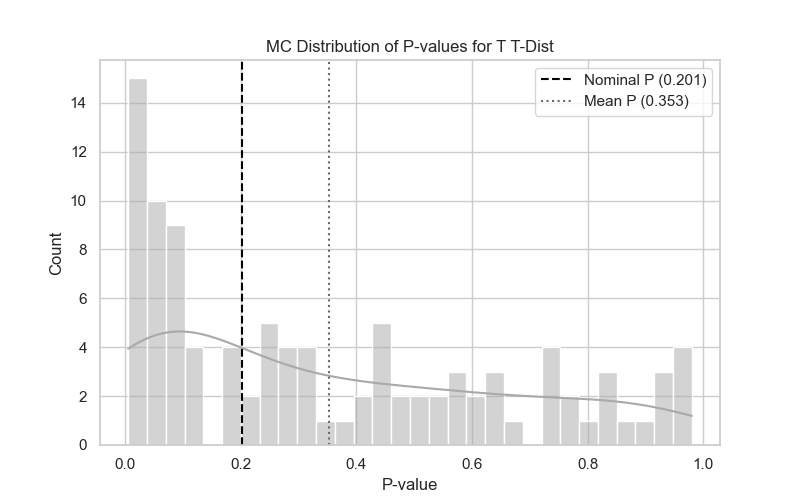 MC Distribution of P-values for T T-Dist
Nominal P (0.201)
Mean P (0.353)
Count
14
12
10
8
6
4
2
0
0.0 0.2 0.4 0.6 0.8 1.0
P-value